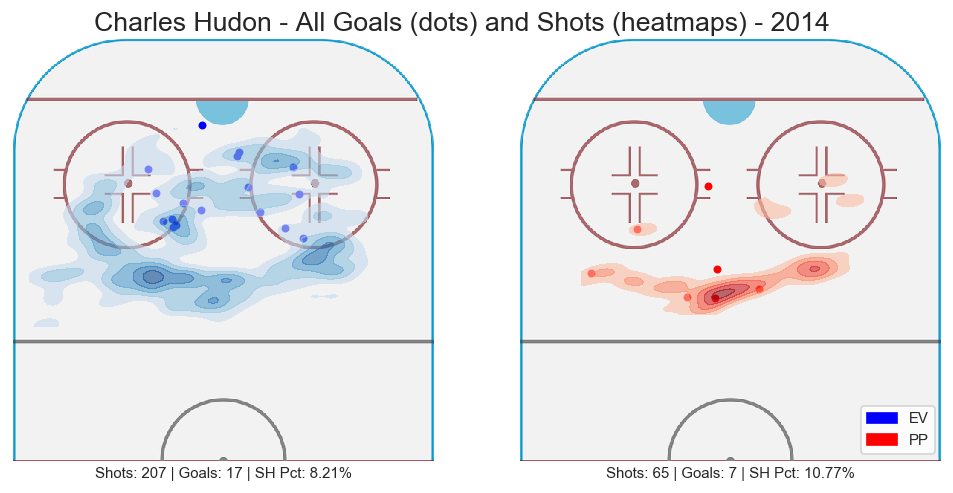 Charles Hudon - All Goals (dots) and Shots (heatmaps) - 2014
EV
PP
Shots: 207 | Goals: 17 | SH Pct: 8.21%
Shots: 65 | Goals: 7 | SH Pct: 10.77%